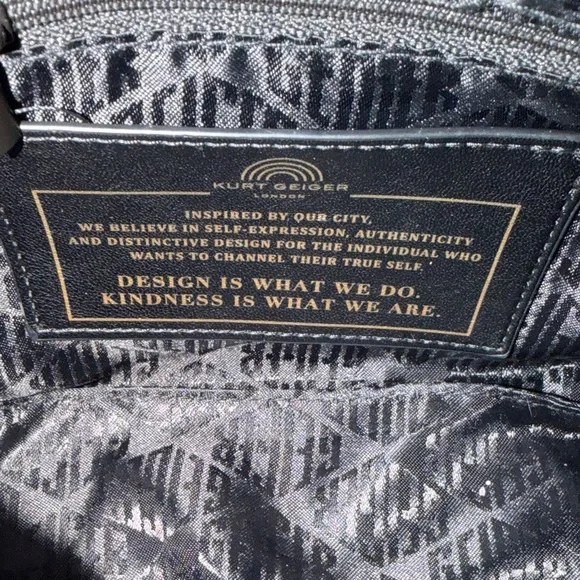 KURT GEIGER
LONDON
INSPIRED BY OUR CITY,
WE BELIEVE IN SELF-EXPRESSION, AUTHENTICITY
AND DISTINCTIVE DESIGN FOR THE INDIVIDUAL WHO
WANTS TO CHANNEL THEIR TRUE SELF.
DESIGN IS WHAT WE DO.
KINDNESS IS WHAT WE ARE.